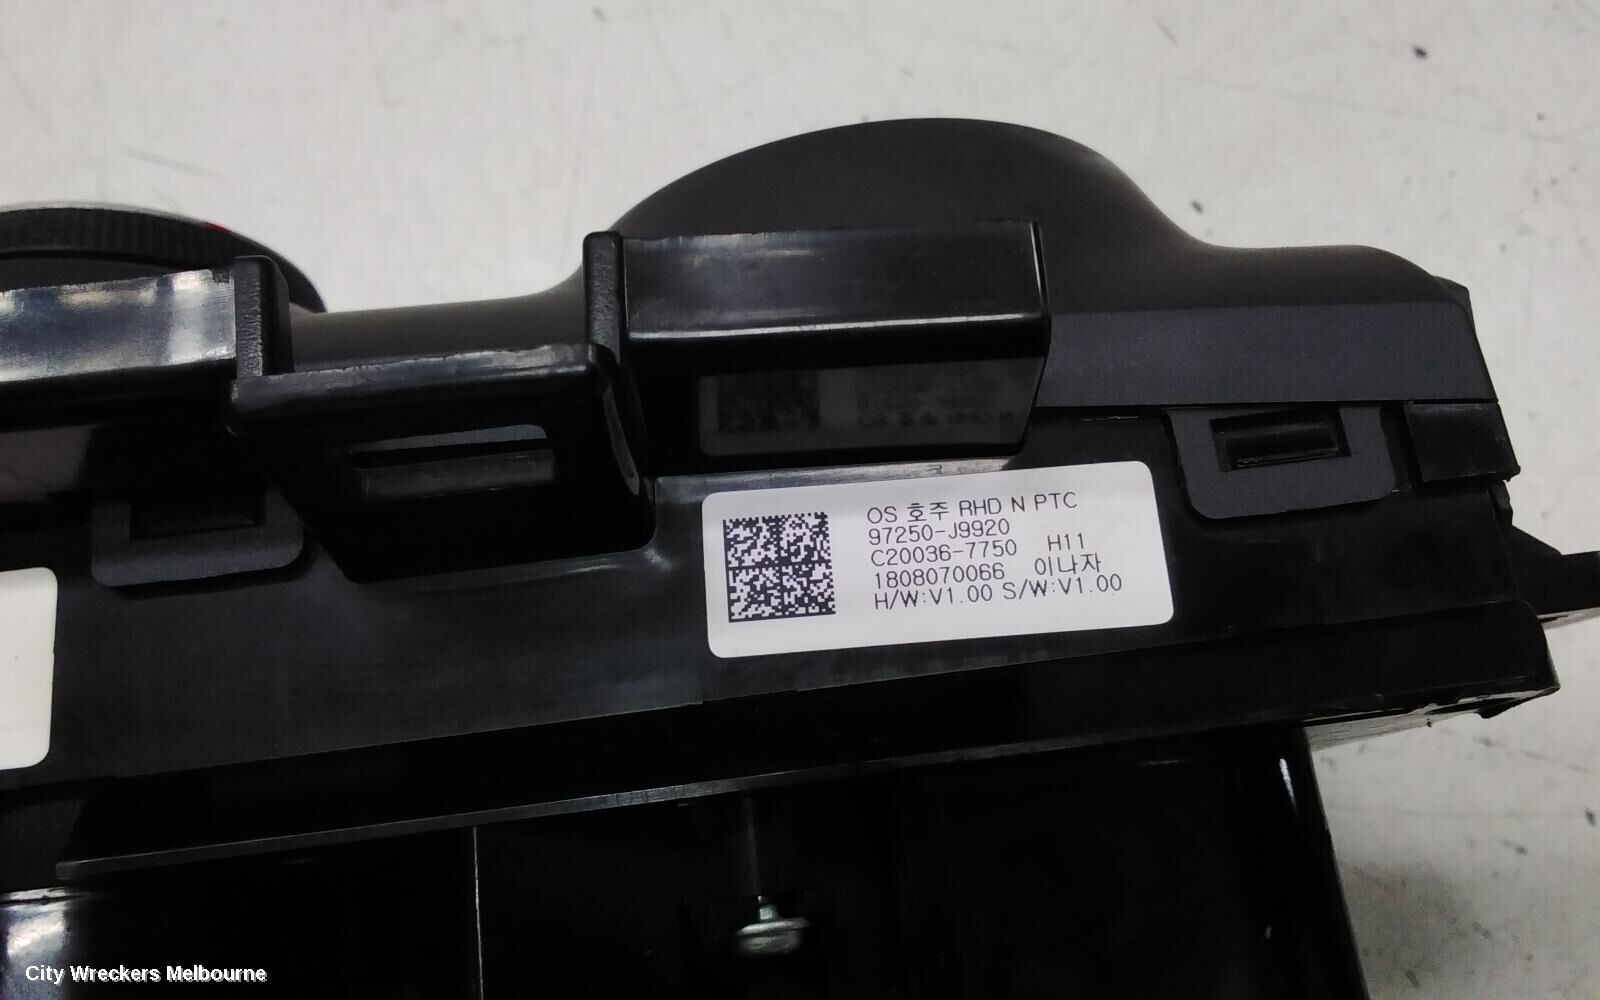 OS 호주 RHD N PTC
97250-J9920
C20036-7750 H11
1808070066 이나자
H/W:V1.00 S/W:V1.00
City Wreckers Melbourne